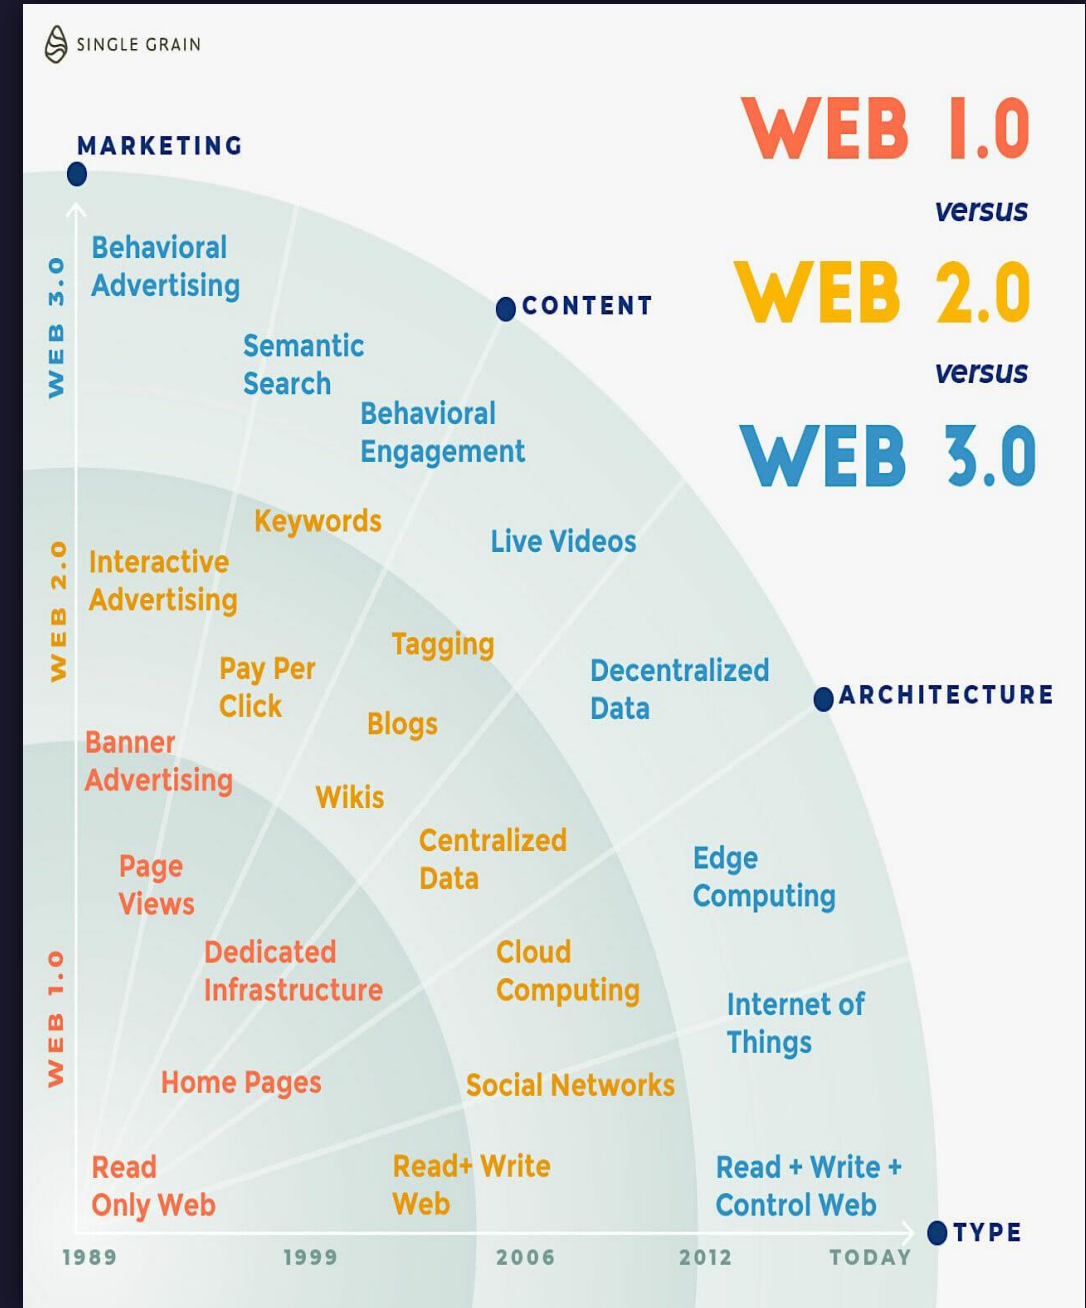 SINGLE GRAIN
WEB 1.0
versus
WEB 2.0
versus
WEB 3.0
MARKETING
CONTENT
ARCHITECTURE
TYPE
WEB 3.0
Behavioral
Advertising
Semantic
Search
Behavioral
Engagement
Live Videos
Decentralized
Data
Edge
Computing
Internet of
Things
Read + Write +
Control Web
WEB 2.0
Keywords
Interactive
Advertising
Tagging
Pay Per
Click
Blogs
Wikis
Centralized
Data
Cloud
Computing
Social Networks
Read+ Write
Web
WEB 1.0
Banner
Advertising
Page
Views
Dedicated
Infrastructure
Home Pages
Read
Only Web
1989
1999
2006
2012
TODAY